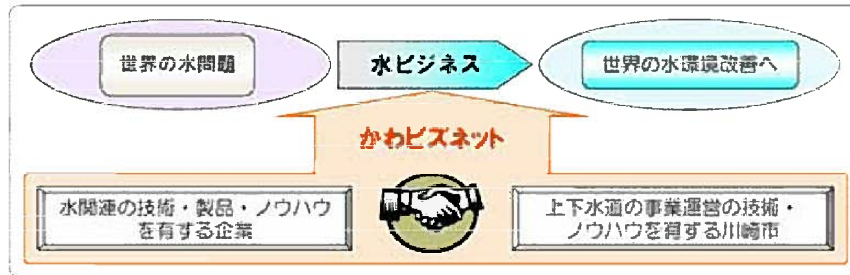 世界の水問題
水ビジネス
世界の水環境改善へ
かわビズネット
水関連の技術・製品・ノウハウ
を有する企業
上下水道の事業運営の技術・
ノウハウを有する川崎市